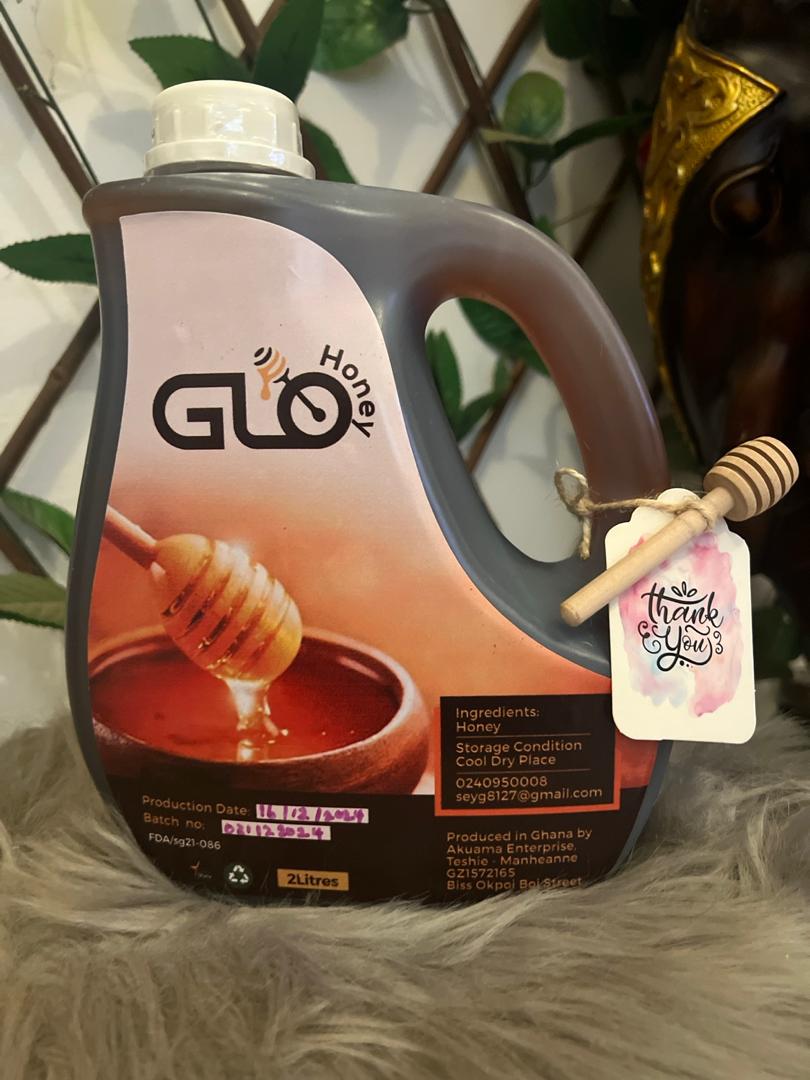 GLO Honey
Ingredients:
Honey
Storage Condition
Cool Dry Place
0240950008
seyg8127@gmail.com
Production Date: 16/12/2024
Batch no: 021122024
FDA/sg21-086
2Litres
Produced in Ghana by
Akuama Enterprise,
Teshie - Manheanne
GZ1572165
Biss Okpoi Boi Street
thank
you